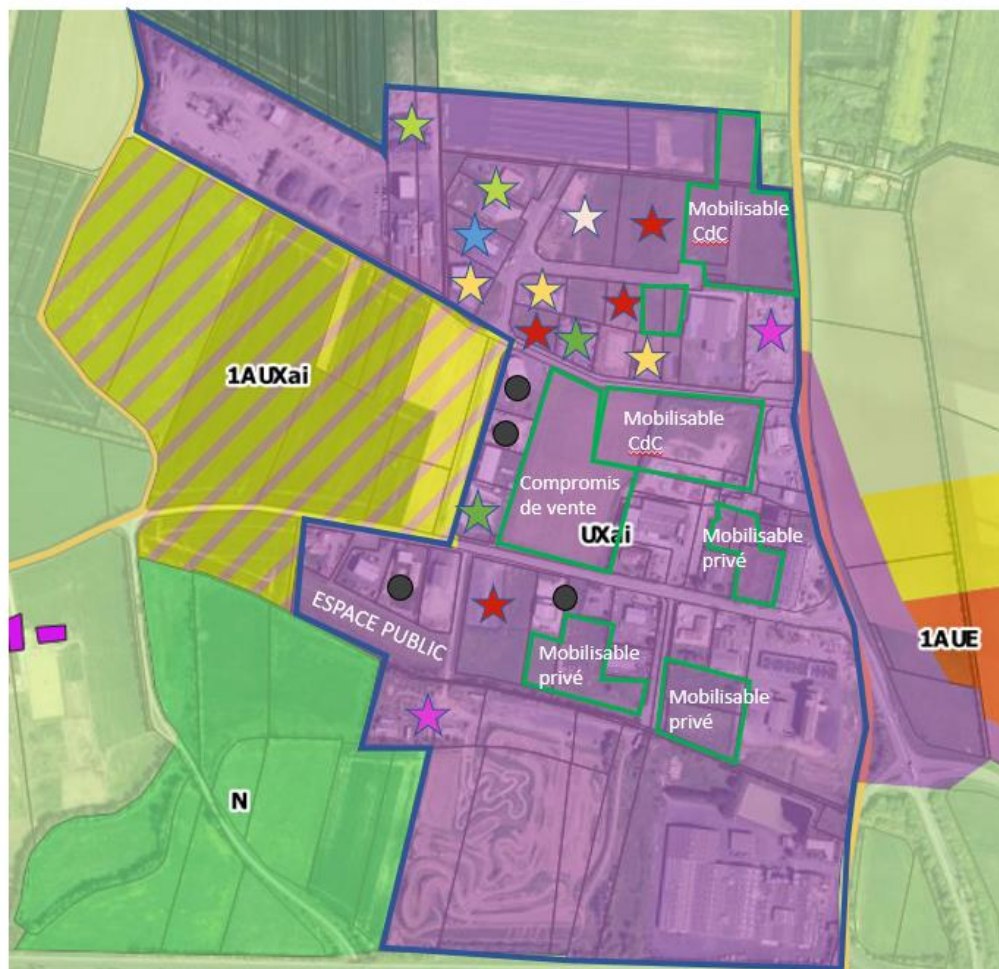 Mobilisable
CdC
1AUXai
Mobilisable
CdC
Compromis
de vente
UXai
Mobilisable
privé
ESPACE PUBLIC
Mobilisable
privé
1AUE
Mobilisable
privé
N